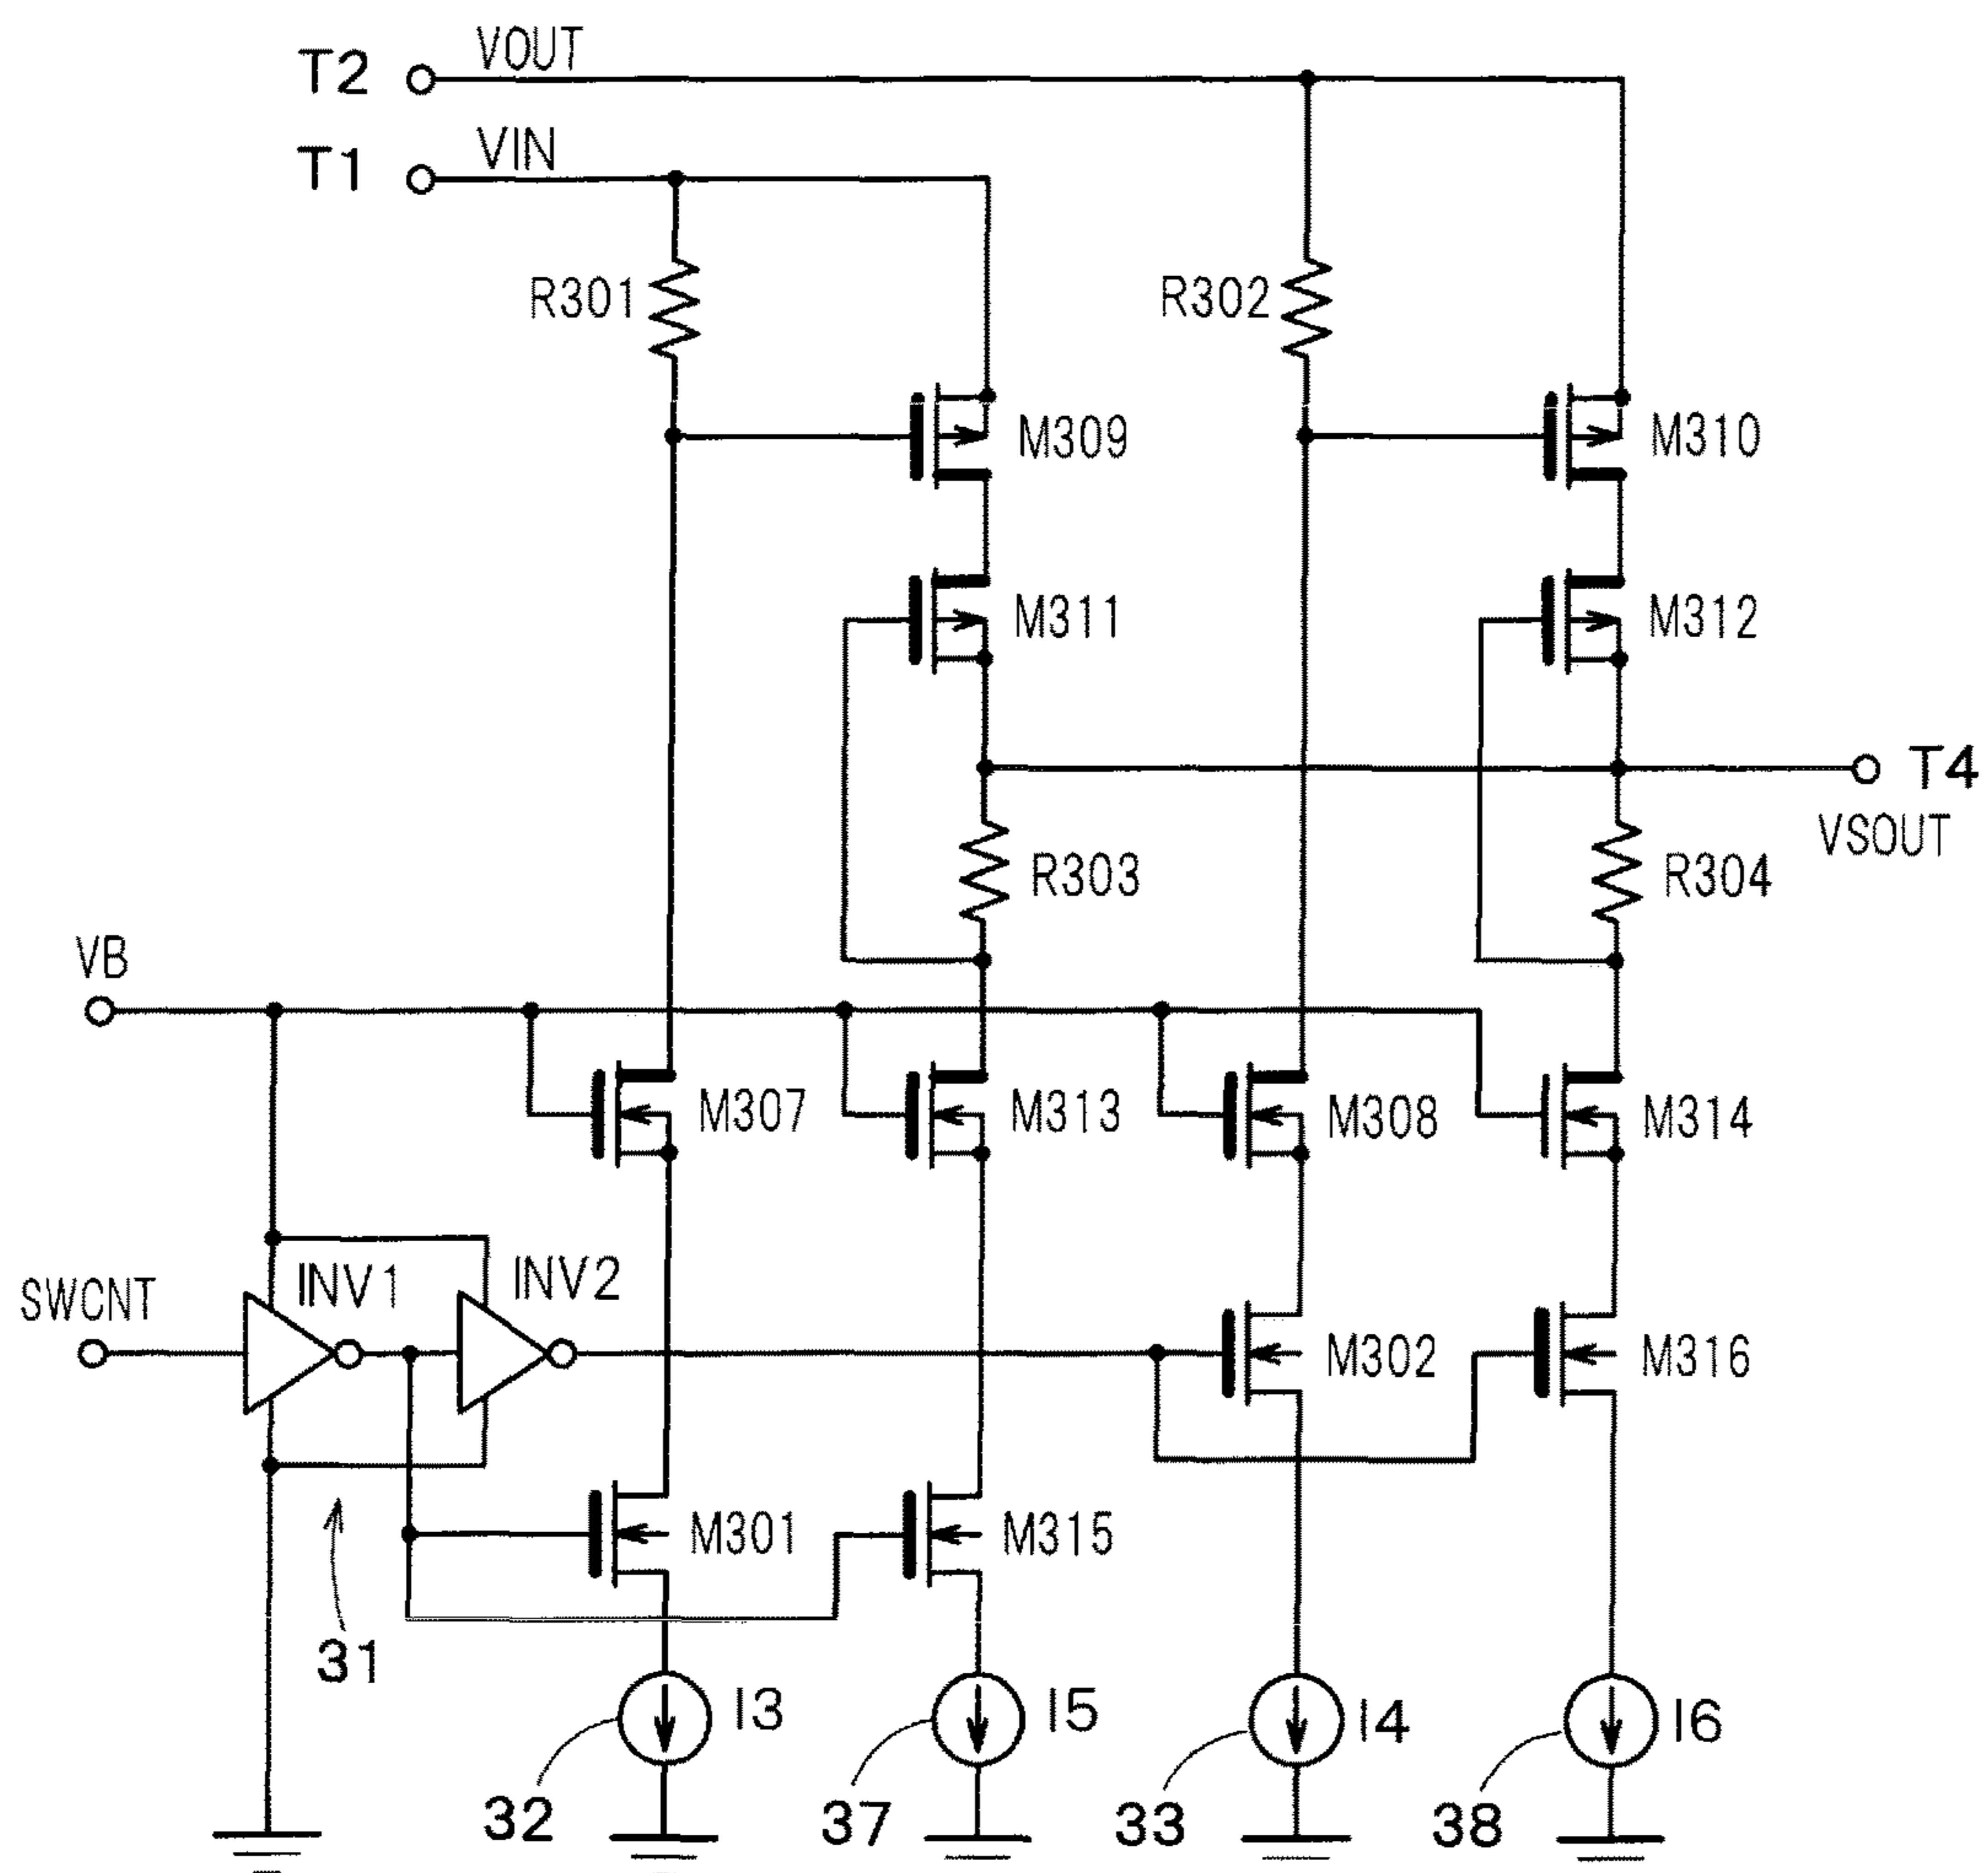 T2 VOUT
T1 VIN
R301
R302
M309
M310
M311
M312
T4
VSOUT
R303
R304
VB
M307
M313
M308
M314
SWCNT
INV1
INV2
M302
M316
M301
M315
31
I3
I5
I4
I6
32
37
33
38